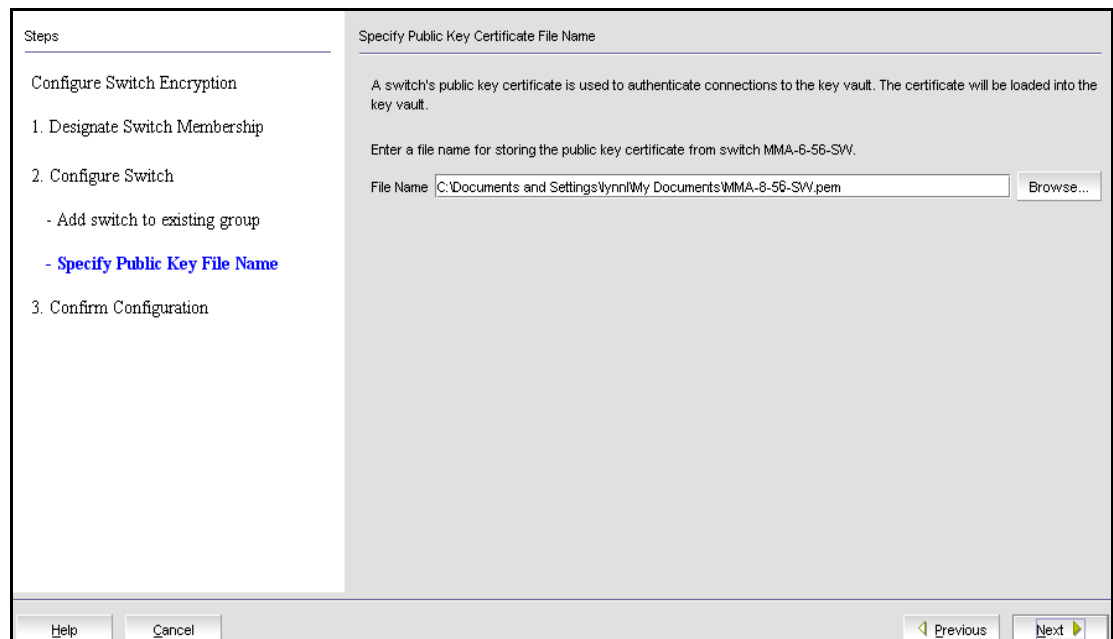 Steps
Configure Switch Encryption
1. Designate Switch Membership
2. Configure Switch
- Add switch to existing group
- Specify Public Key File Name
3. Confirm Configuration
Specify Public Key Certificate File Name
A switch's public key certificate is used to authenticate connections to the key vault. The certificate will be loaded into the
key vault.
Enter a file name for storing the public key certificate from switch MMA-6-56-SW.
File Name C:\Documents and Settings\lynnl\My Documents\MMA-8-56-SW.pem Browse...
Help Cancel Previous Next